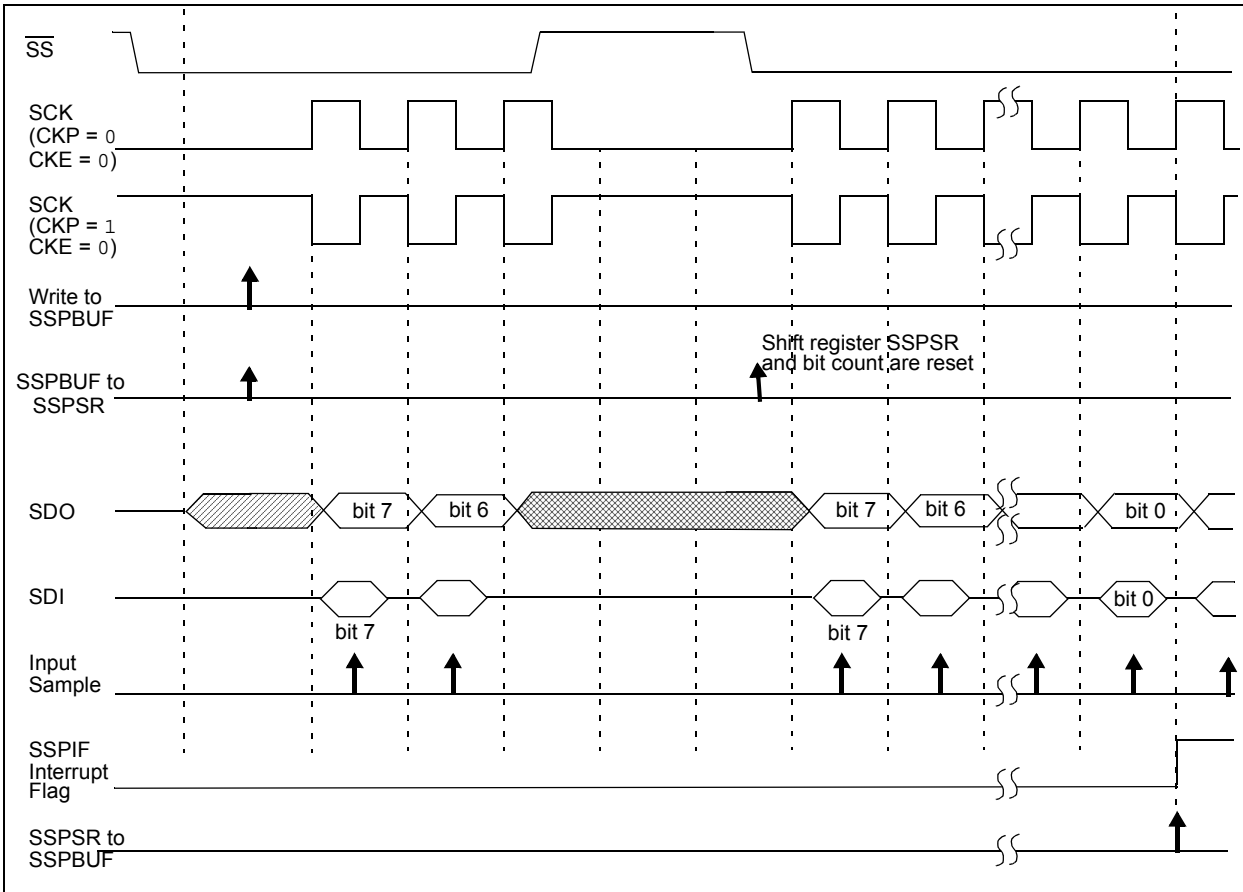 SS
SCK
(CKP = 0
CKE = 0)
SCK
(CKP = 1
CKE = 0)
Write to
SSPBUF
Shift register SSPSR
and bit count are reset
SSPBUF to
SSPSR
SDO
bit 7
bit 6
bit 7
bit 6
bit 0
SDI
bit 0
bit 7
bit 7
Input
Sample
SSPIF
Interrupt
Flag
SSPSR to
SSPBUF